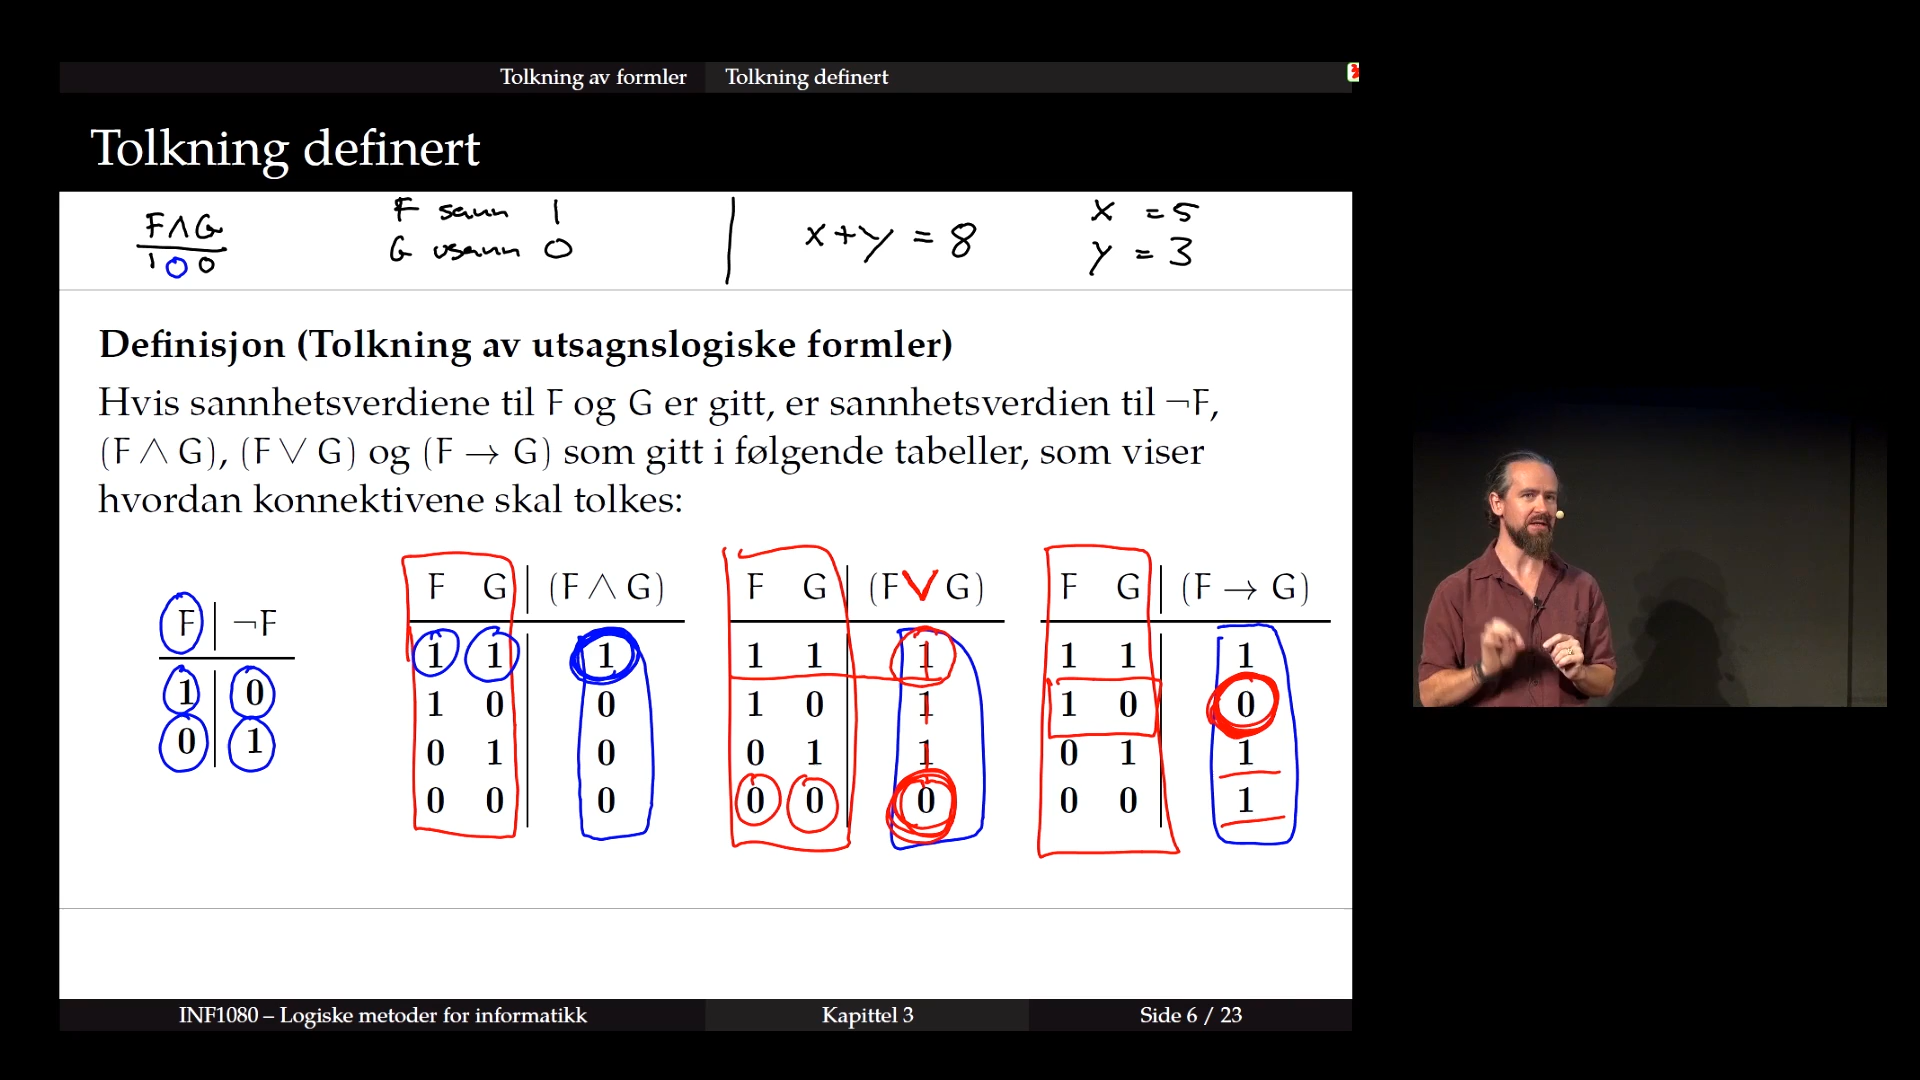 Tolkning av formler Tolkning definert
Tolkning definert
F∧G
1 0 0
F sann 1
G usann 0
x+y = 8
x = 5
y = 3
Definisjon (Tolkning av utsagnslogiske formler)
Hvis sannhetsverdiene til F og G er gitt, er sannhetsverdien til ¬F,
(F ∧ G), (F ∨ G) og (F → G) som gitt i følgende tabeller, som viser
hvordan konnektivene skal tolkes:
F ¬F
1 0
0 1
F G (F ∧ G)
1 1 1
1 0 0
0 1 0
0 0 0
F G (F ∨ G)
1 1 1
1 0 1
0 1 1
0 0 0
F G (F → G)
1 1 1
1 0 0
0 1 1
0 0 1
INF1080 – Logiske metoder for informatikk Kapittel 3 Side 6 / 23